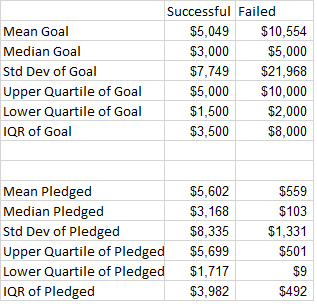 Successful Failed
Mean Goal $5,049 $10,554
Median Goal $3,000 $5,000
Std Dev of Goal $7,749 $21,968
Upper Quartile of Goal $5,000 $10,000
Lower Quartile of Goal $1,500 $2,000
IQR of Goal $3,500 $8,000
Mean Pledged $5,602 $559
Median Pledged $3,168 $103
Std Dev of Pledged $8,335 $1,331
Upper Quartile of Pledged $5,699 $501
Lower Quartile of Pledged $1,717 $9
IQR of Pledged $3,982 $492